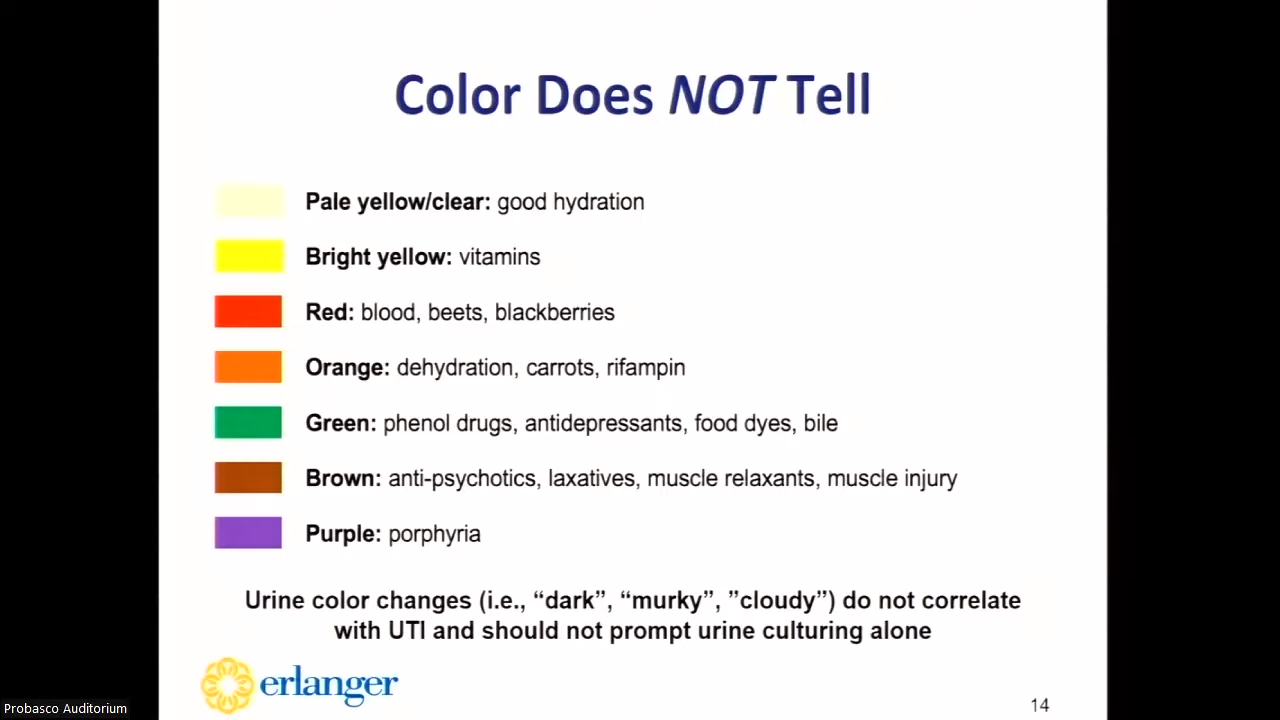 Color Does NOT Tell
Pale yellow/clear: good hydration
Bright yellow: vitamins
Red: blood, beets, blackberries
Orange: dehydration, carrots, rifampin
Green: phenol drugs, antidepressants, food dyes, bile
Brown: anti-psychotics, laxatives, muscle relaxants, muscle injury
Purple: porphyria
Urine color changes (i.e., “dark”, “murky”, ”cloudy”) do not correlate
with UTI and should not prompt urine culturing alone
erlanger
14
Probasco Auditorium